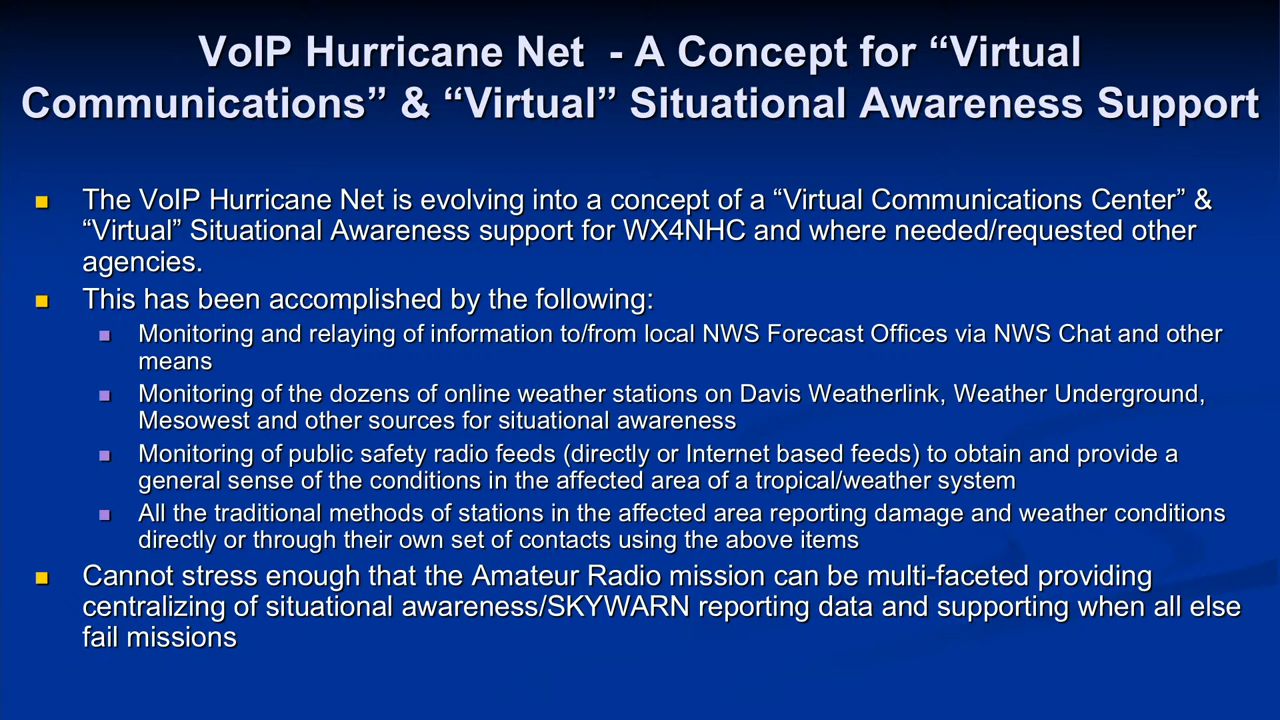 VoIP Hurricane Net  - A Concept for “Virtual
Communications” & “Virtual” Situational Awareness Support
The VoIP Hurricane Net is evolving into a concept of a “Virtual Communications Center” &
“Virtual” Situational Awareness support for WX4NHC and where needed/requested other
agencies.
This has been accomplished by the following:
Monitoring and relaying of information to/from local NWS Forecast Offices via NWS Chat and other
means
Monitoring of the dozens of online weather stations on Davis Weatherlink, Weather Underground,
Mesowest and other sources for situational awareness
Monitoring of public safety radio feeds (directly or Internet based feeds) to obtain and provide a
general sense of the conditions in the affected area of a tropical/weather system
All the traditional methods of stations in the affected area reporting damage and weather conditions
directly or through their own set of contacts using the above items
Cannot stress enough that the Amateur Radio mission can be multi-faceted providing
centralizing of situational awareness/SKYWARN reporting data and supporting when all else
fail missions